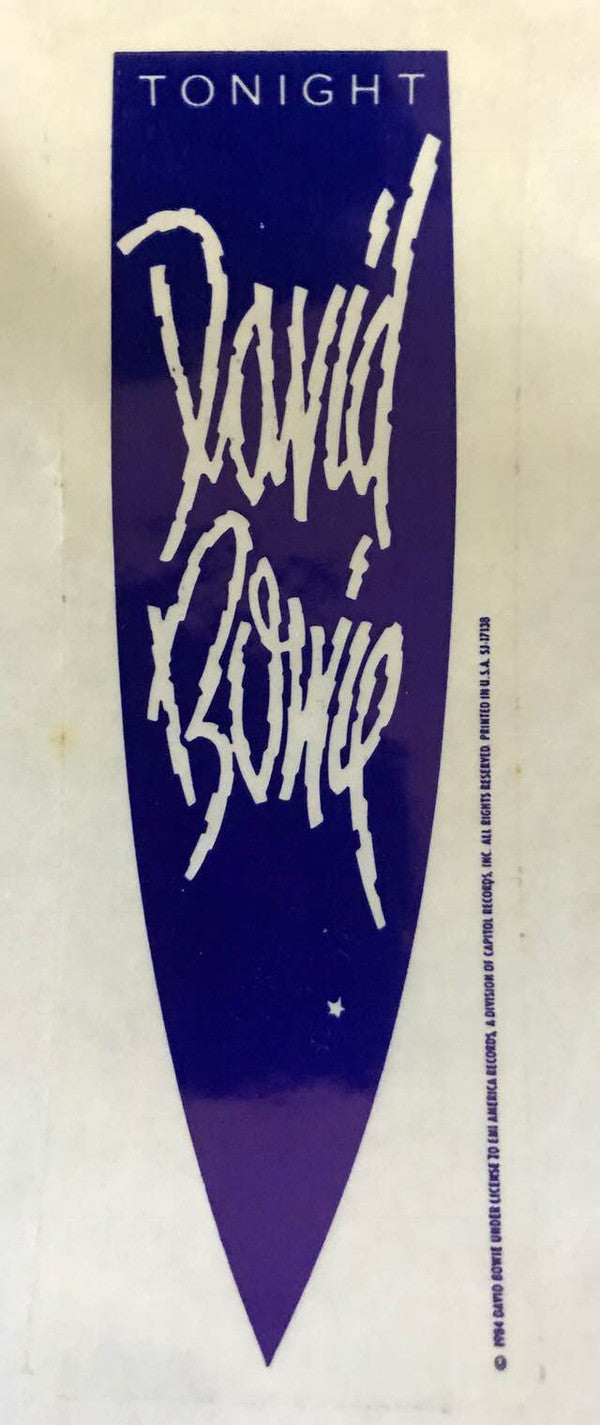 TONIGHT
David
Bowie
© 1984 DAVID BOWIE UNDER LICENSE TO EMI AMERICA RECORDS, A DIVISION OF CAPITOL RECORDS, INC. ALL RIGHTS RESERVED. PRINTED IN U.S.A. SJ-17138